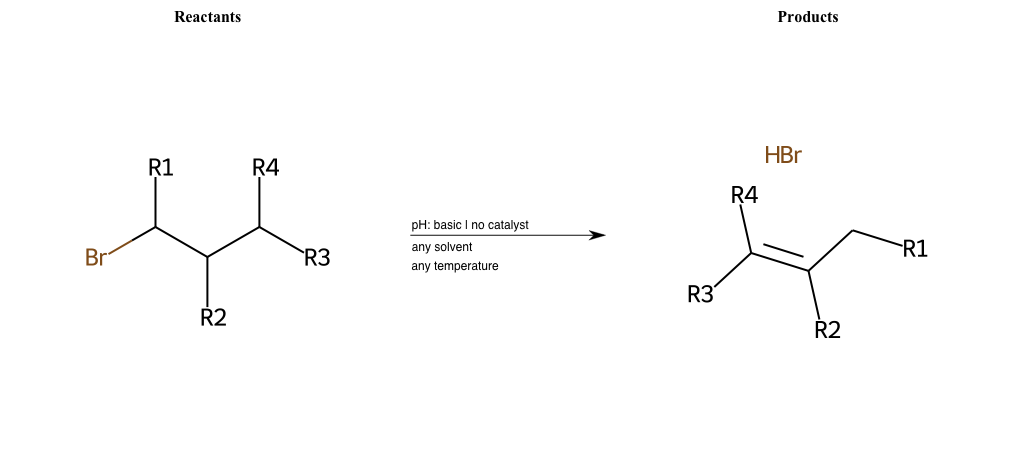 Reactants
Products
R1
R4
Br
R3
R2
pH: basic | no catalyst
any solvent
any temperature
HBr
R4
R1
R3
R2